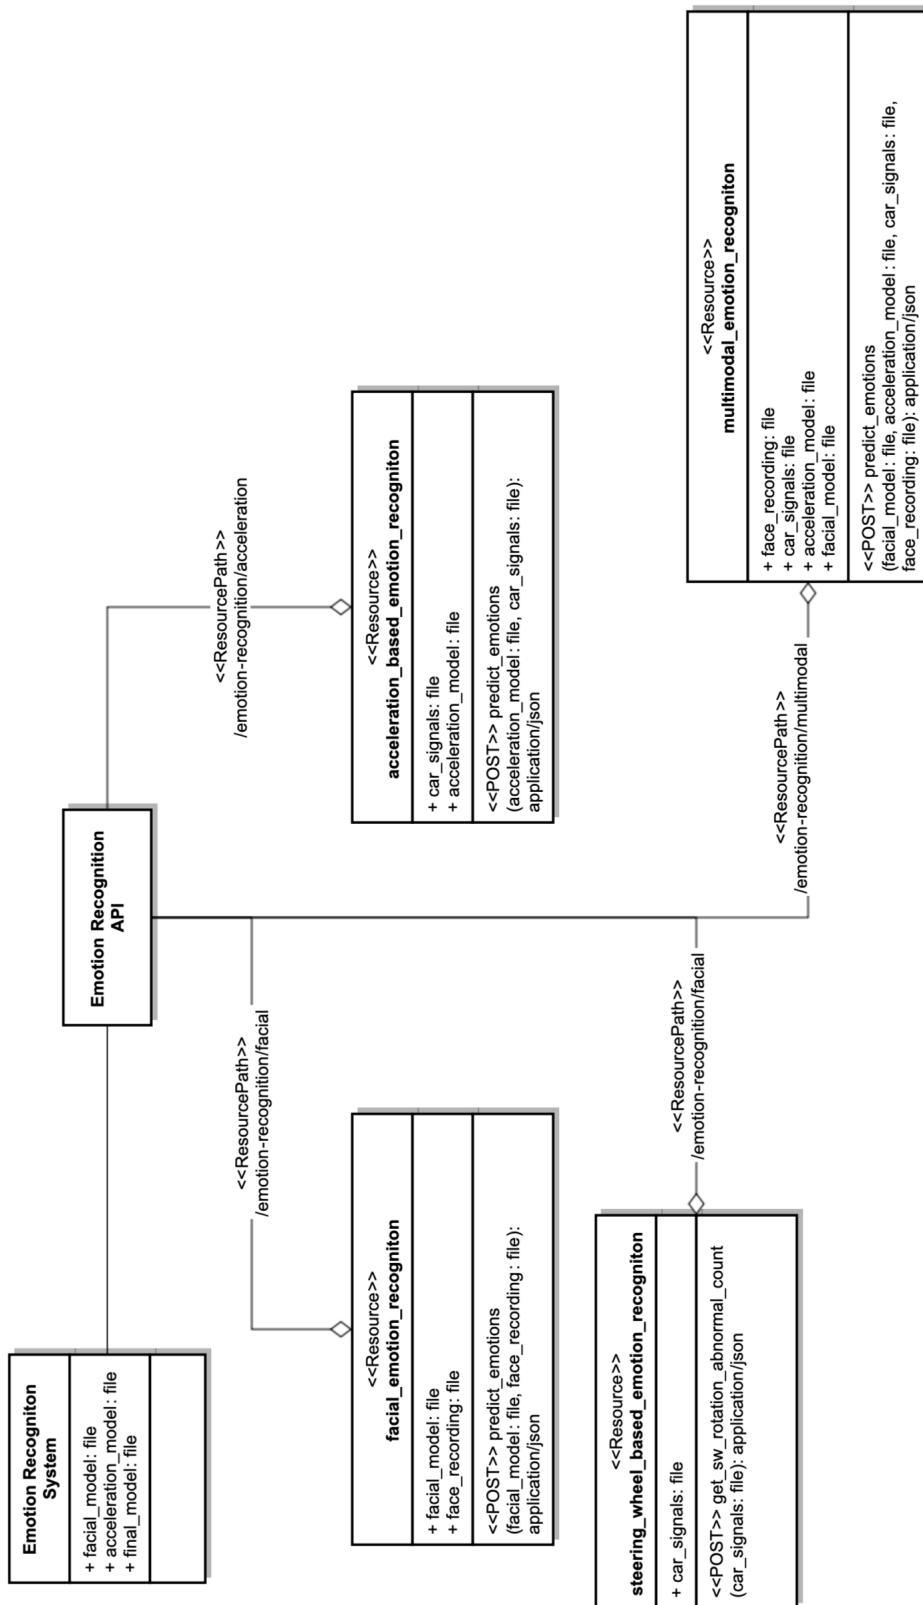 Emotion Recogniton
System
+ facial_model: file
+ acceleration_model: file
+ final_model: file
Emotion Recognition
API
<<ResourcePath>>
/emotion-recognition/facial
<<ResourcePath>>
/emotion-recognition/acceleration
<<Resource>>
facial_emotion_recogniton
+ facial_model: file
+ face_recording: file
<<POST>> predict_emotions
(facial_model: file, face_recording: file):
application/json
<<Resource>>
acceleration_based_emotion_recogniton
+ car_signals: file
+ acceleration_model: file
<<POST>> predict_emotions
(acceleration_model: file, car_signals: file):
application/json
<<Resource>>
steering_wheel_based_emotion_recogniton
+ car_signals: file
<<POST>> get_sw_rotation_abnormal_count
(car_signals: file): application/json
<<ResourcePath>>
/emotion-recognition/facial
<<ResourcePath>>
/emotion-recognition/multimodal
<<Resource>>
multimodal_emotion_recogniton
+ face_recording: file
+ car_signals: file
+ acceleration_model: file
+ facial_model: file
<<POST>> predict_emotions
(facial_model: file, acceleration_model: file, car_signals: file,
face_recording: file): application/json